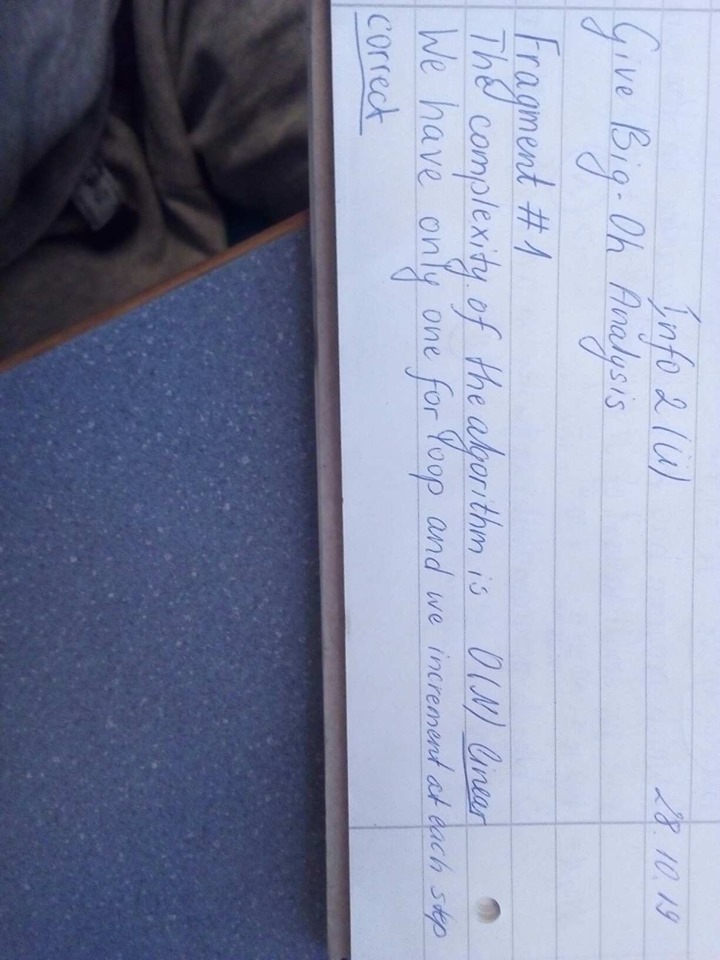 Info 2 (Ü) 28.10.19
Give Big-Oh Analysis
Fragment #1
The complexity of the algorithm is O(N) linear
We have only one for loop and we increment at each step
correct